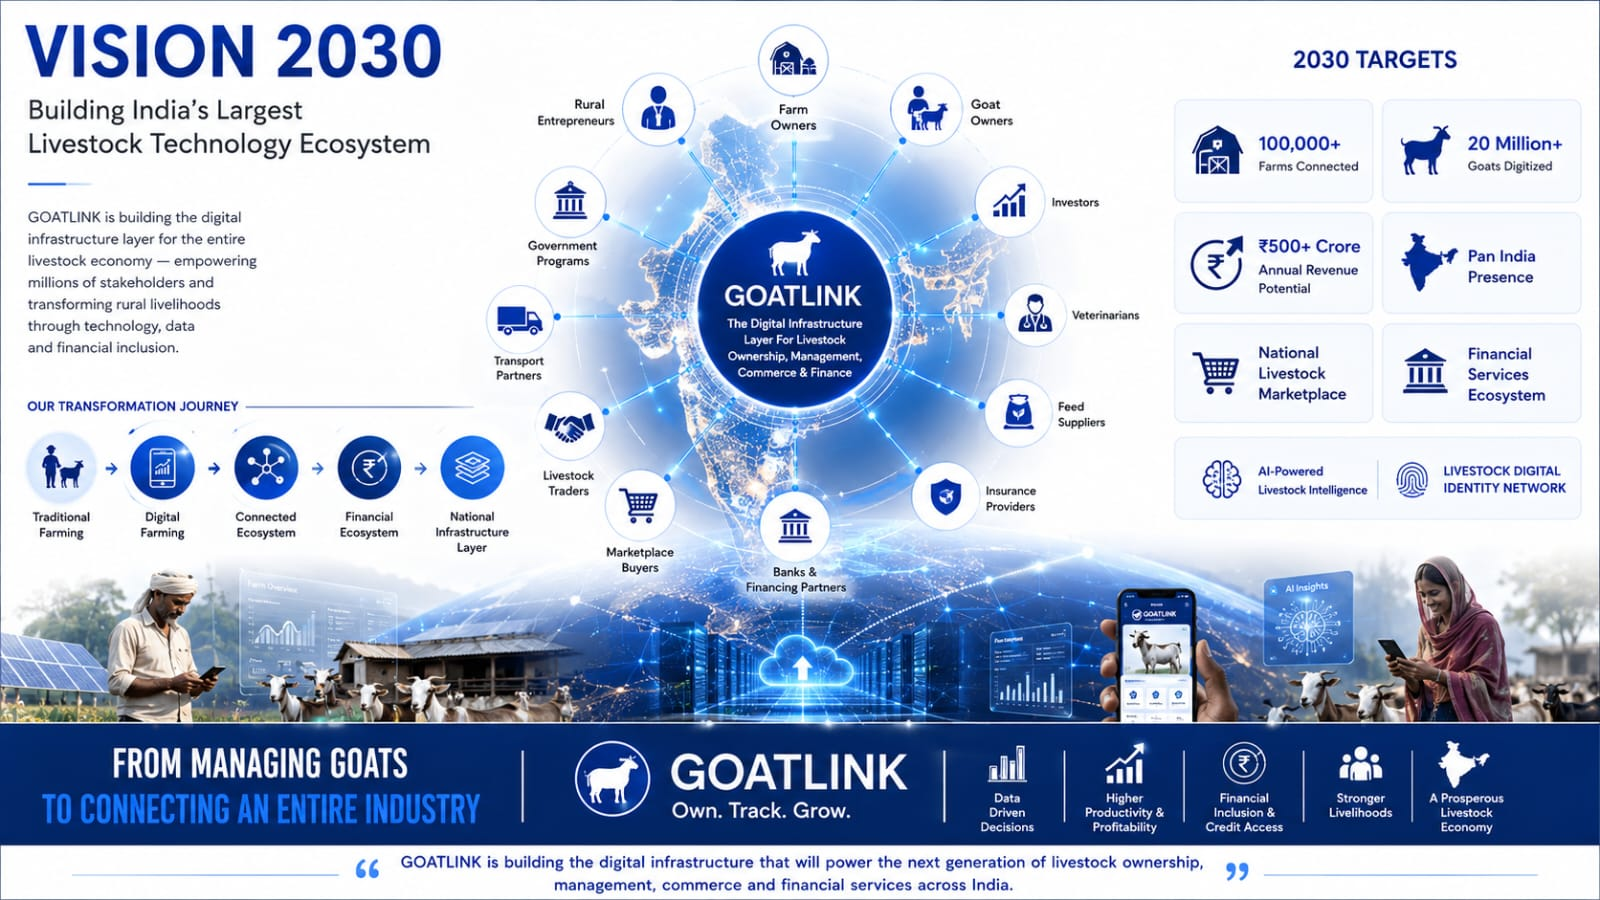 VISION 2030
Building India's Largest
Livestock Technology Ecosystem
GOATLINK is building the digital
infrastructure layer for the entire
livestock economy — empowering
millions of stakeholders and
transforming rural livelihoods
through technology, data
and financial inclusion.
OUR TRANSFORMATION JOURNEY
Traditional
Farming
Digital
Farming
Connected
Ecosystem
Financial
Ecosystem
National
Infrastructure
Layer
Farm
Owners
Goat
Owners
Investors
Veterinarians
Feed
Suppliers
Insurance
Providers
Banks &
Financing Partners
Marketplace
Buyers
Livestock
Traders
Transport
Partners
Government
Programs
Rural
Entrepreneurs
GOATLINK
The Digital Infrastructure
Layer For Livestock
Ownership, Management,
Commerce & Finance
2030 TARGETS
100,000+
Farms Connected
20 Million+
Goats Digitized
₹500+ Crore
Annual Revenue
Potential
Pan India
Presence
National
Livestock
Marketplace
Financial
Services
Ecosystem
AI-Powered
Livestock Intelligence
LIVESTOCK DIGITAL
IDENTITY NETWORK
Farm Overview
GOATLINK
AI Insights
FROM MANAGING GOATS
TO CONNECTING AN ENTIRE INDUSTRY
GOATLINK
Own. Track. Grow.
Data
Driven
Decisions
Higher
Productivity &
Profitability
Financial
Inclusion &
Credit Access
Stronger
Livelihoods
A Prosperous
Livestock
Economy
“ GOATLINK is building the digital infrastructure that will power the next generation of livestock ownership, ”
management, commerce and financial services across India.